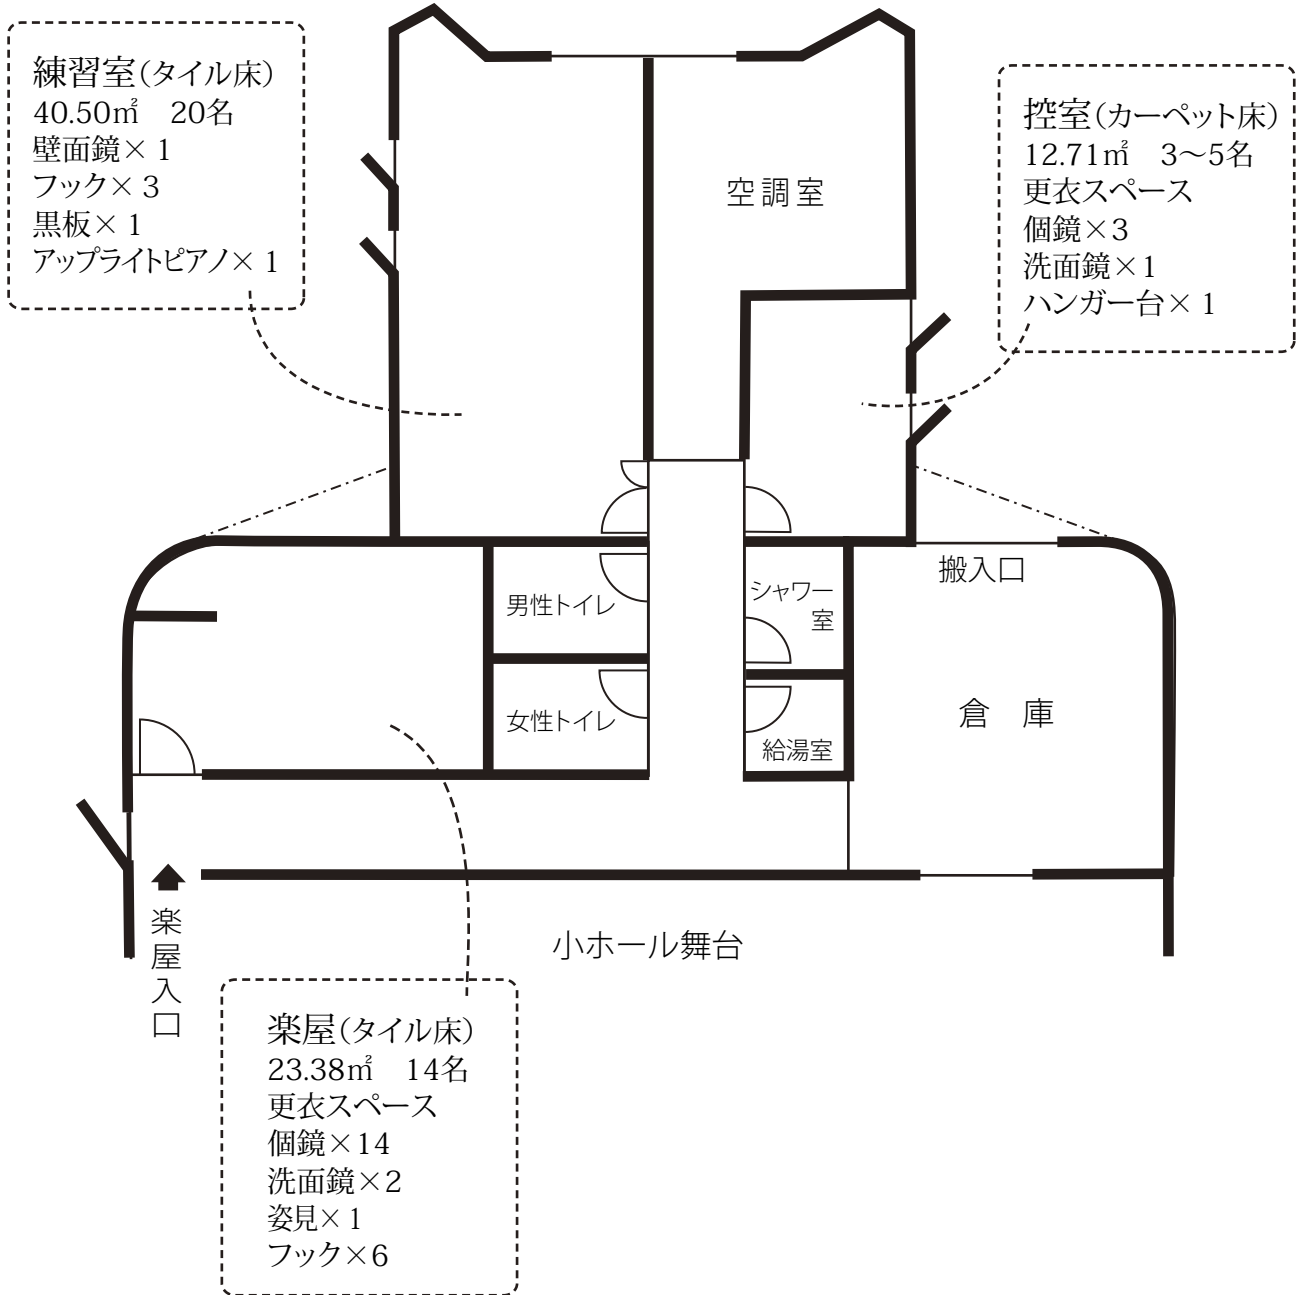 練習室（タイル床）
40.50㎡　20名
壁面鏡×1
フック×3
黒板×1
アップライトピアノ×1
空調室
控室（カーペット床）
12.71㎡　3〜5名
更衣スペース
個鏡×3
洗面鏡×1
ハンガー台×1
男性トイレ
女性トイレ
シャワー
室
給湯室
搬入口
倉　庫
楽屋入口
小ホール舞台
楽屋（タイル床）
23.38㎡　14名
更衣スペース
個鏡×14
洗面鏡×2
姿見×1
フック×6